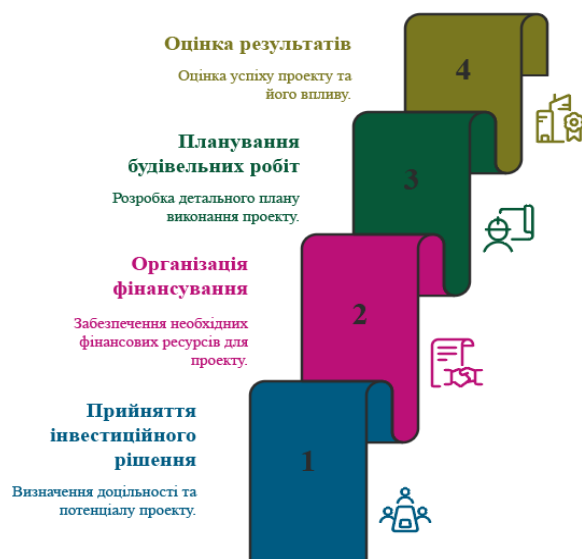 Оцінка результатів
Оцінка успіху проекту та
його впливу.
4
Планування
будівельних робіт
Розробка детального плану
виконання проекту.
3
Організація
фінансування
Забезпечення необхідних
фінансових ресурсів для
проекту.
2
Прийняття
інвестиційного
рішення
Визначення доцільності та
потенціалу проекту.
1